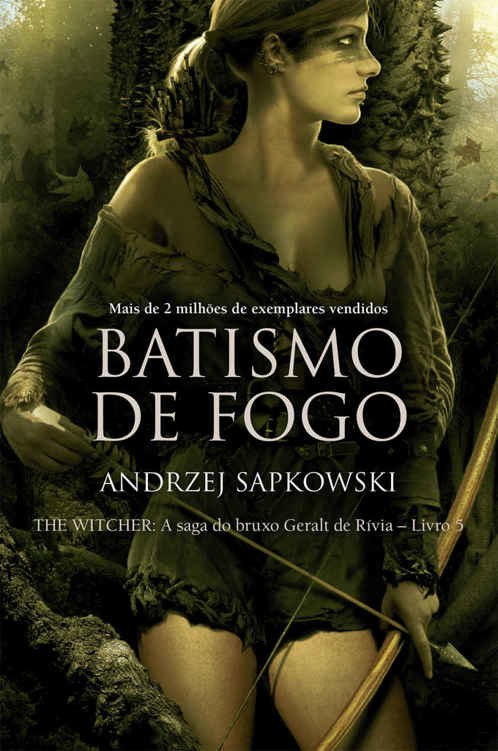 Mais de 2 milhões de exemplares vendidos
BATISMO
DE FOGO
ANDRZEJ SAPKOWSKI
THE WITCHER: A saga do bruxo Geralt de Rívia – Livro 5